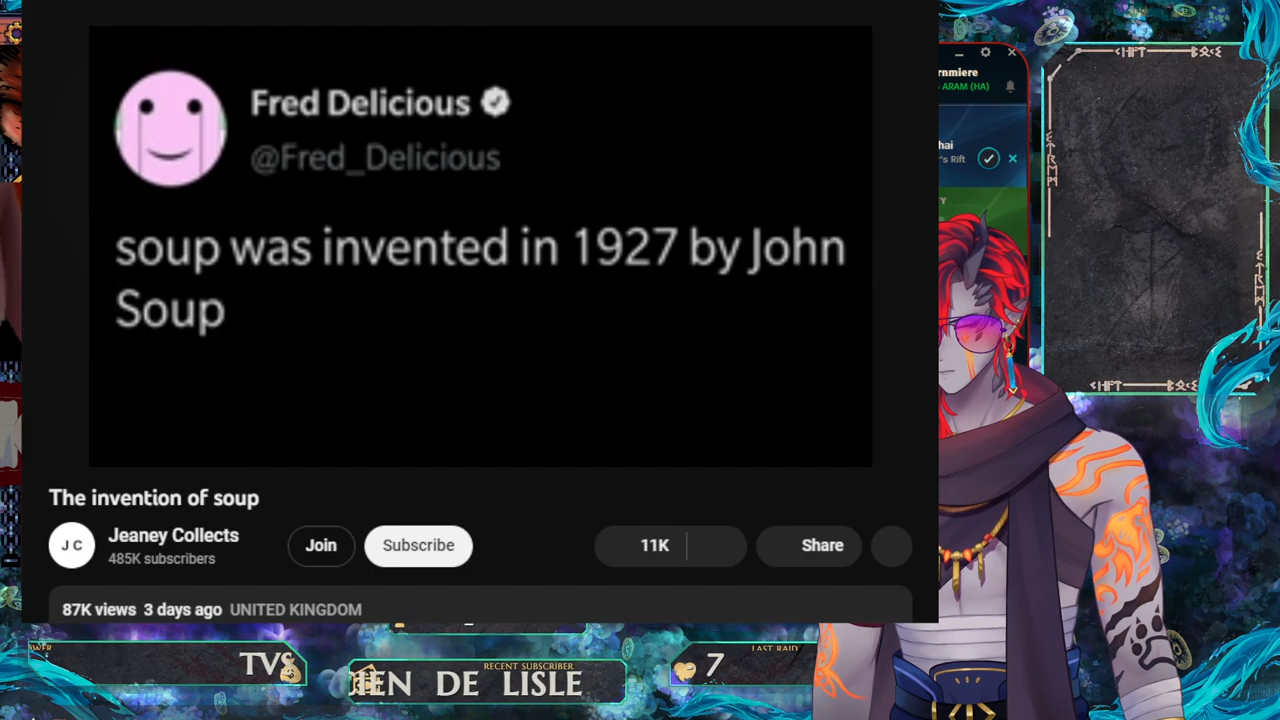 Fred Delicious
@Fred_Delicious
soup was invented in 1927 by John
Soup
The invention of soup
J C
Jeaney Collects
485K subscribers
Join
Subscribe
11K
Share
87K views 3 days ago UNITED KINGDOM
rnmiere
ARAM (HA)
hai
's Rift
TVS
RECENT SUBSCRIBER
IEN DE LISLE
LAST RAID
7